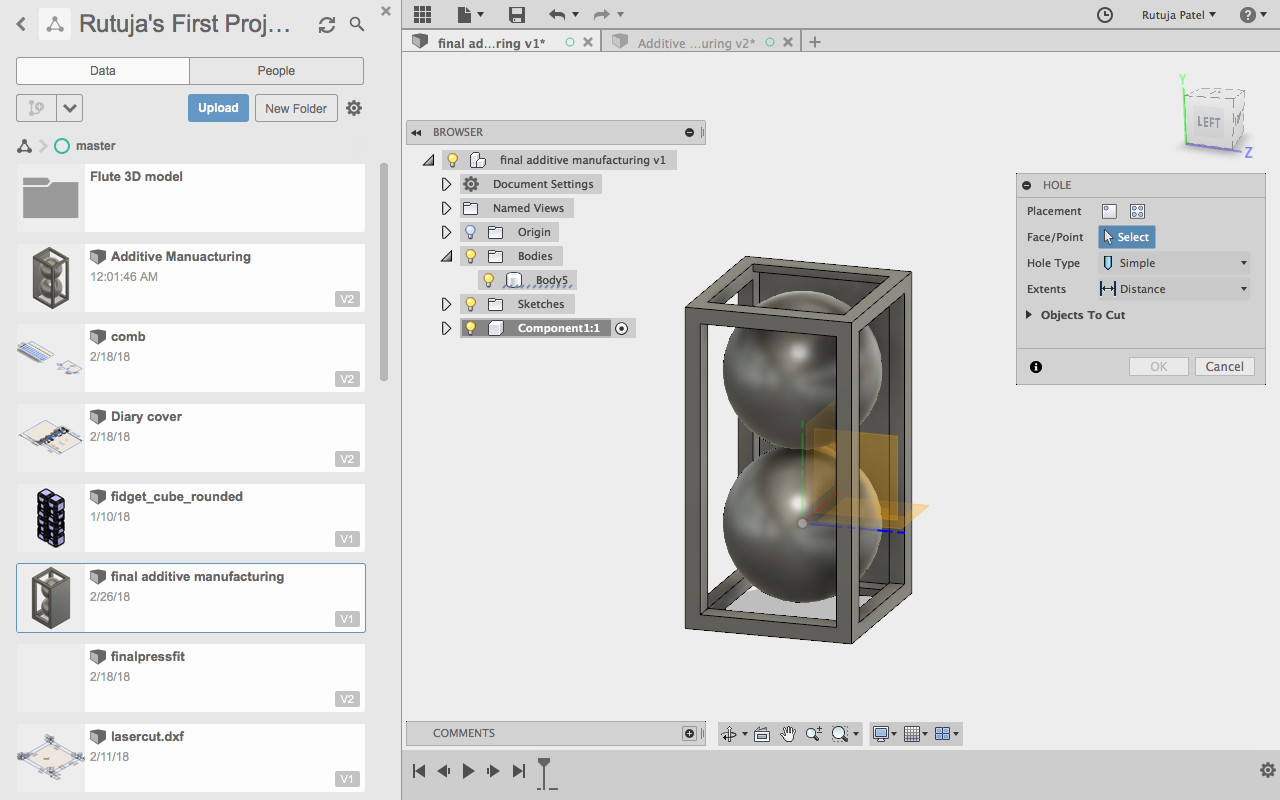 Rutuja's First Proj...
Data
People
Upload
New Folder
master
Flute 3D model
Additive Manuacturing
12:01:46 AM
V2
comb
2/18/18
V2
Diary cover
2/18/18
V2
fidget_cube_rounded
1/10/18
V1
final additive manufacturing
2/26/18
V1
finalpressfit
2/18/18
V2
lasercut.dxf
2/11/18
V1
Rutuja Patel
final ad...ring v1*
Additive ...uring v2*
BROWSER
final additive manufacturing v1
Document Settings
Named Views
Origin
Bodies
Body5
Sketches
Component1:1
Y
LEFT
Z
HOLE
Placement
Face/Point
Select
Hole Type
Simple
Extents
Distance
Objects To Cut
OK
Cancel
COMMENTS